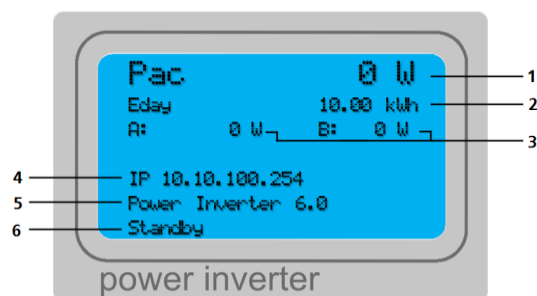 Pac 0 W 1
Eday 10.00 kWh 2
A: 0 W B: 0 W 3
4 IP 10.10.100.254
5 Power Inverter 6.0
6 Standby
power inverter